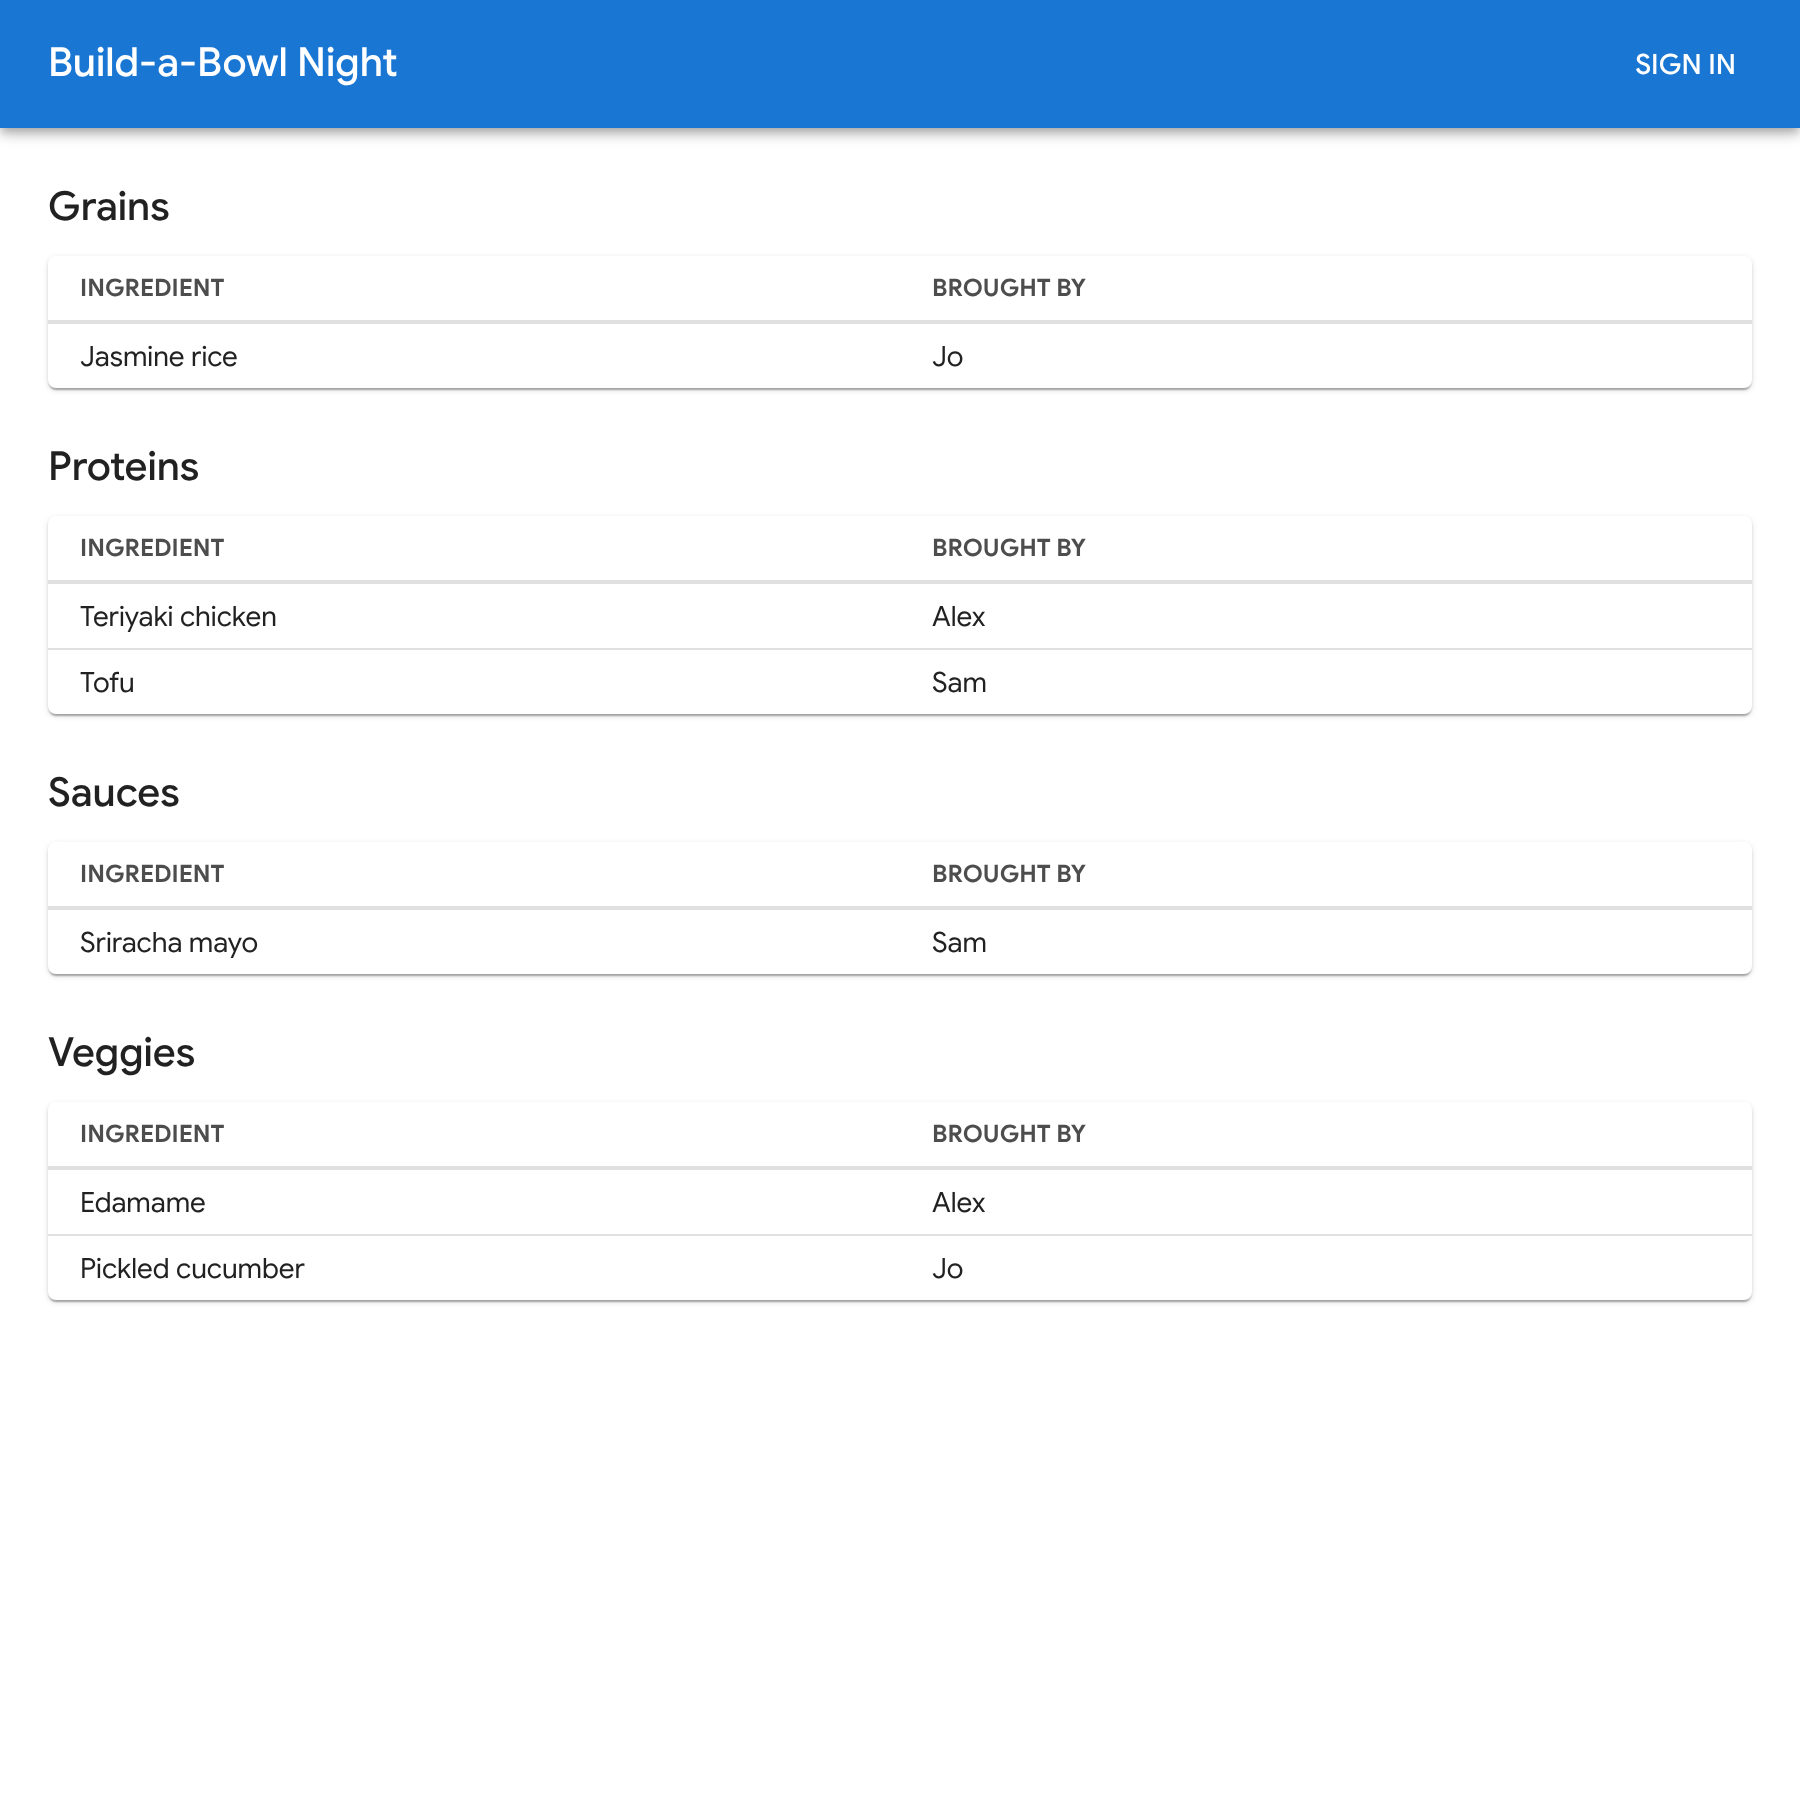 Build-a-Bowl Night SIGN IN
Grains
INGREDIENT BROUGHT BY
Jasmine rice Jo
Proteins
INGREDIENT BROUGHT BY
Teriyaki chicken Alex
Tofu Sam
Sauces
INGREDIENT BROUGHT BY
Sriracha mayo Sam
Veggies
INGREDIENT BROUGHT BY
Edamame Alex
Pickled cucumber Jo